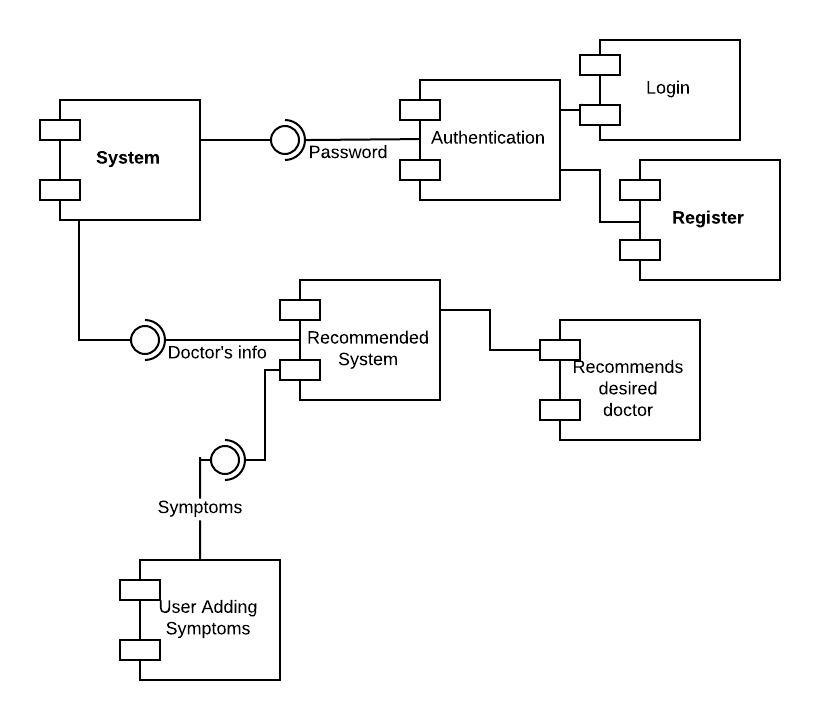 Login
System
Authentication
Password
Register
Recommended
System
Doctor's info
Recommends
desired
doctor
Symptoms
User Adding
Symptoms